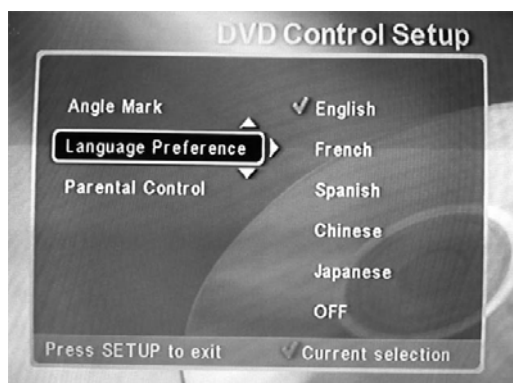 DVD Control Setup
Angle Mark
Language Preference
Parental Control
English
French
Spanish
Chinese
Japanese
OFF
Press SETUP to exit
Current selection